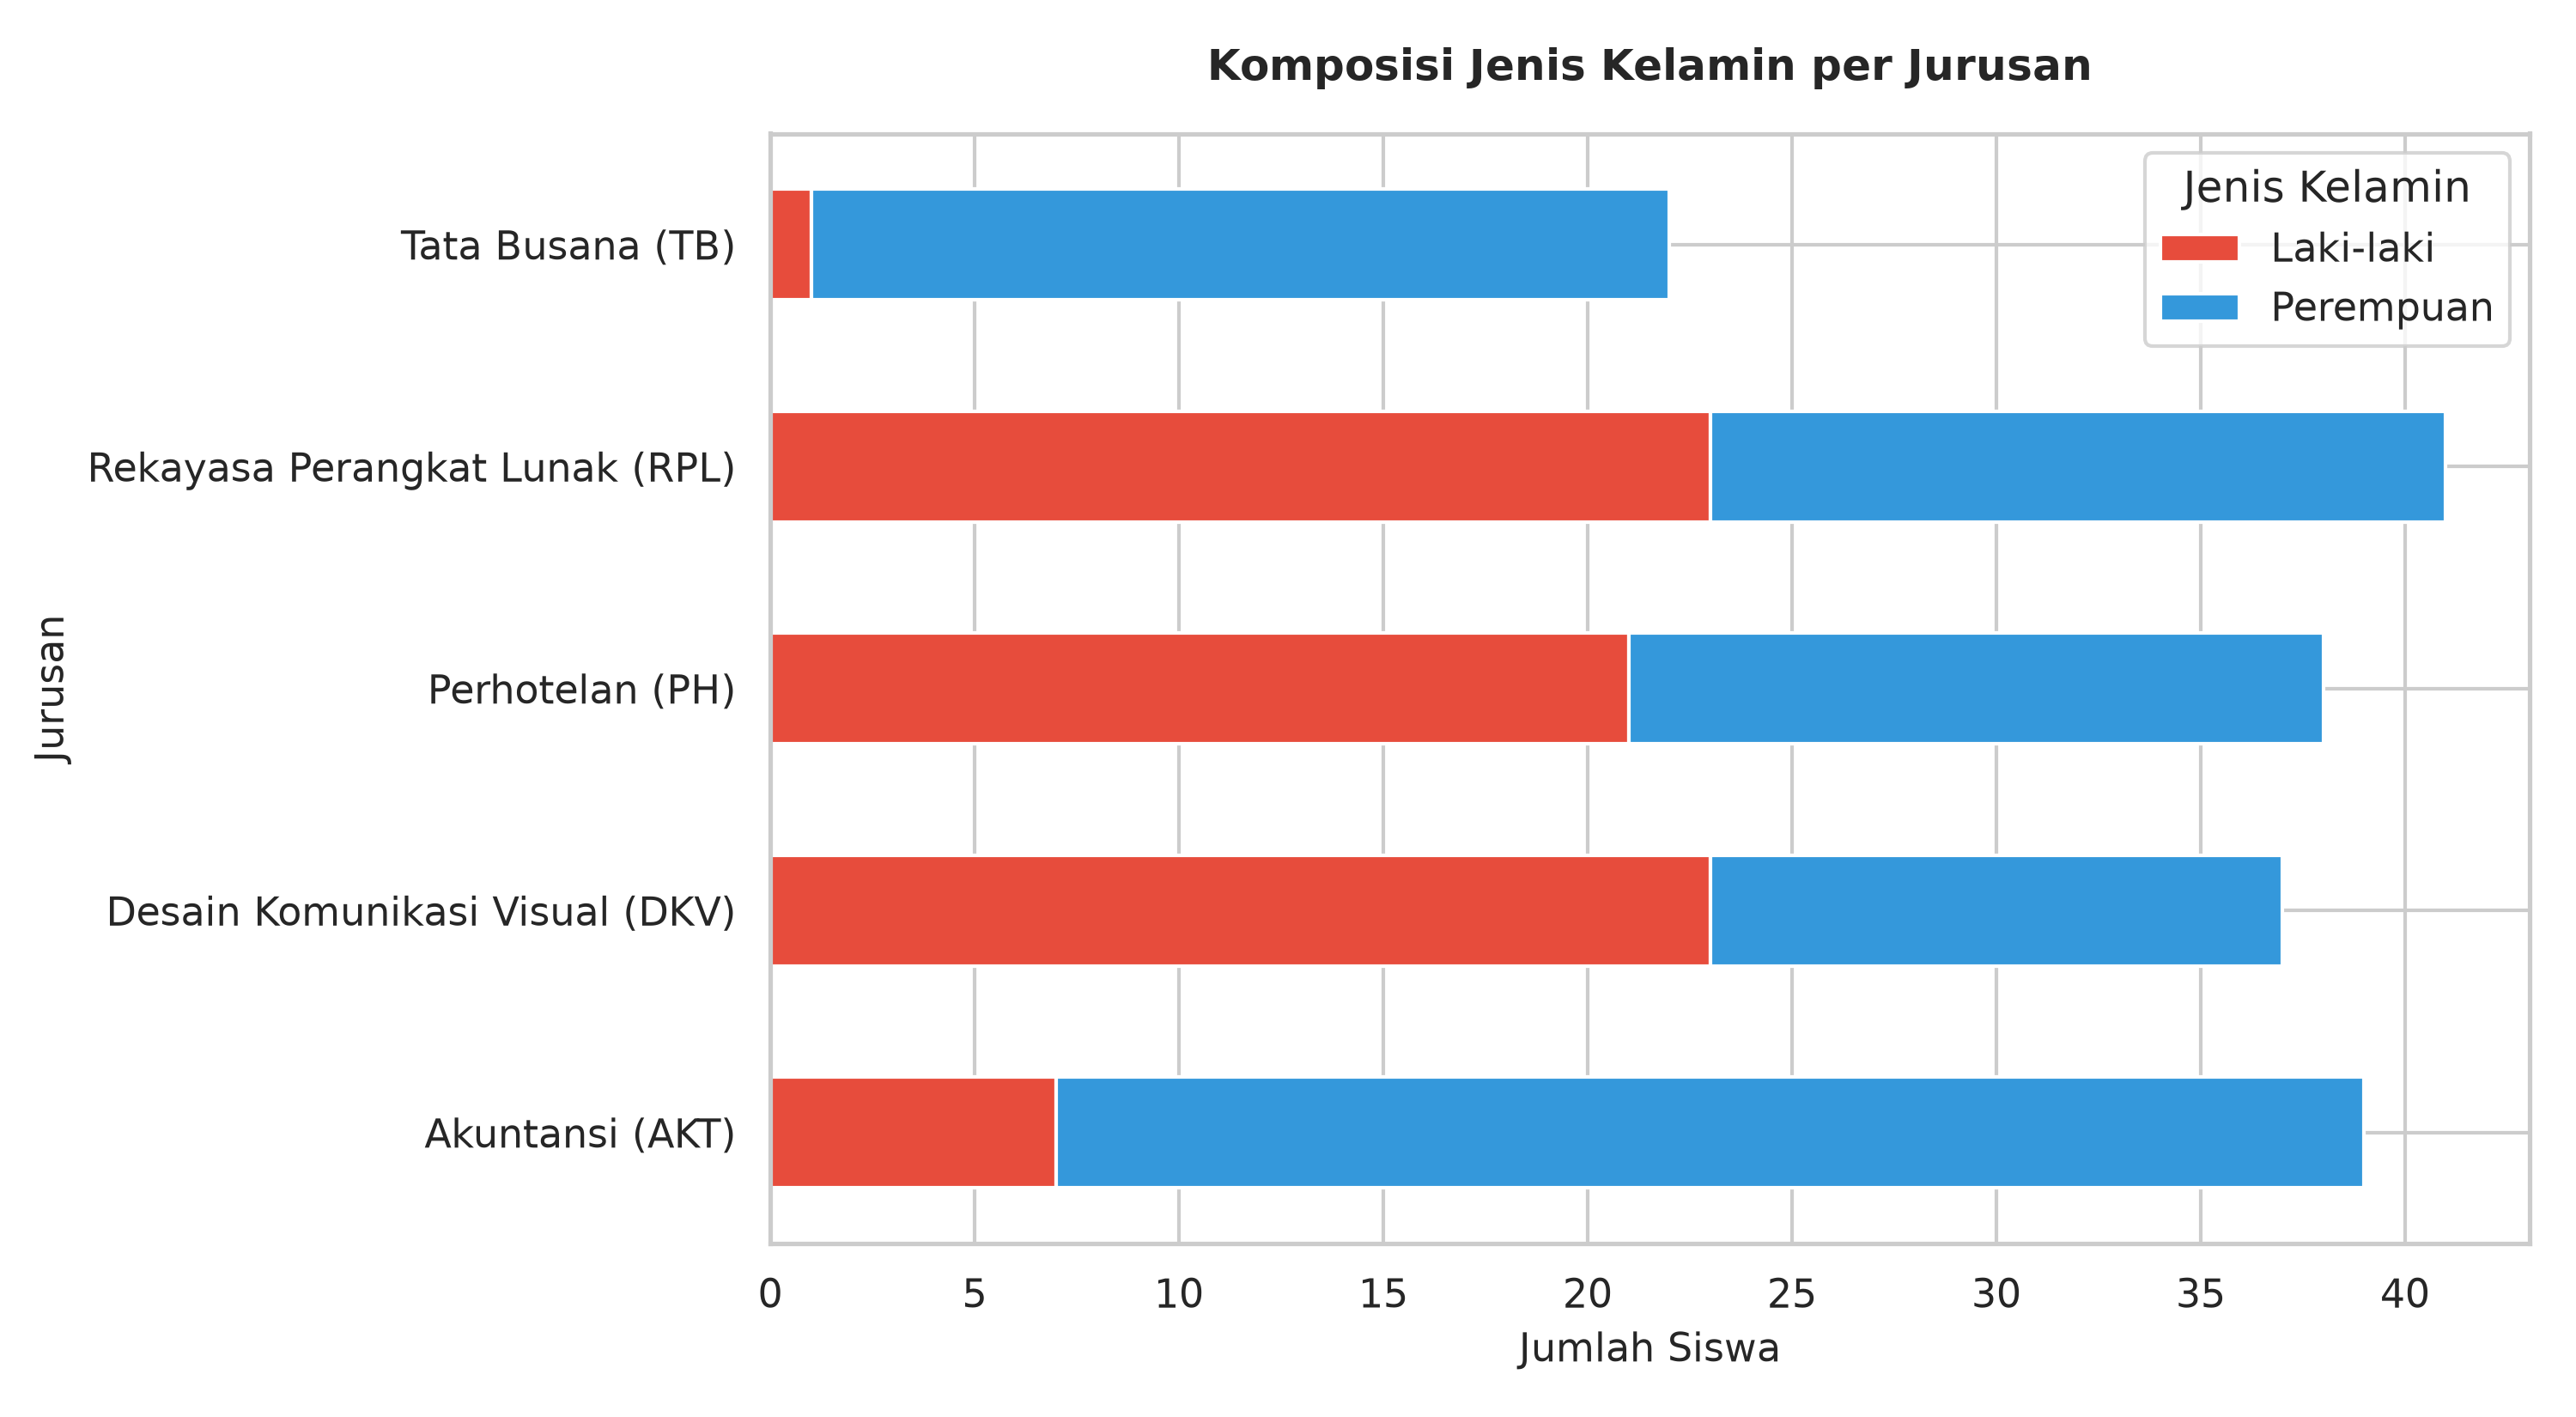 Komposisi Jenis Kelamin per Jurusan
Jenis Kelamin
Laki-laki
Perempuan
Jurusan
Tata Busana (TB)
Rekayasa Perangkat Lunak (RPL)
Perhotelan (PH)
Desain Komunikasi Visual (DKV)
Akuntansi (AKT)
0 5 10 15 20 25 30 35 40
Jumlah Siswa